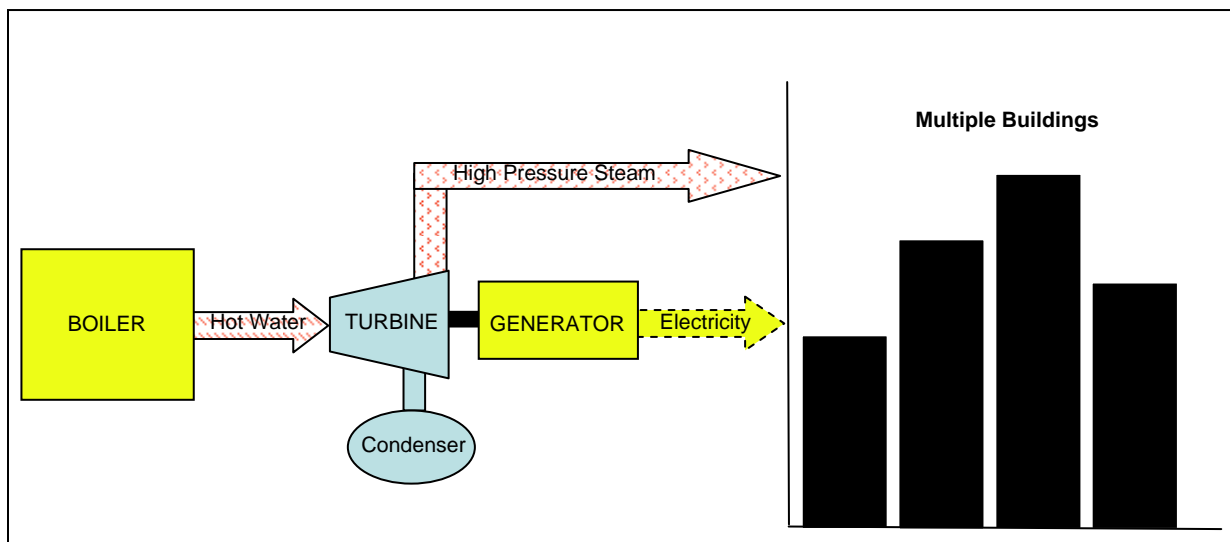 Multiple Buildings
High Pressure Steam
BOILER
Hot Water
TURBINE
GENERATOR
Electricity
Condenser